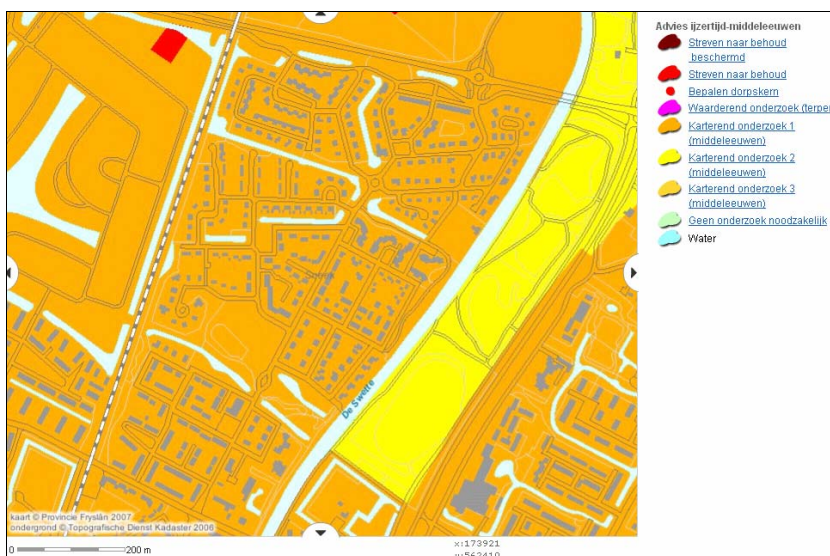 Advies ijzertijd-middeleeuwen
Streven naar behoud
beschermd
Streven naar behoud
Bepalen dorpskern
Waarderend onderzoek (terper
Karterend onderzoek 1
(middeleeuwen)
Karterend onderzoek 2
(middeleeuwen)
Karterend onderzoek 3
(middeleeuwen)
Geen onderzoek noodzakelijk
Water
De Swette
kaart © Provincie Fryslân 2007
ondergrond © Topografische Dienst Kadaster 2006
0 200 m
x:173921
y:562410